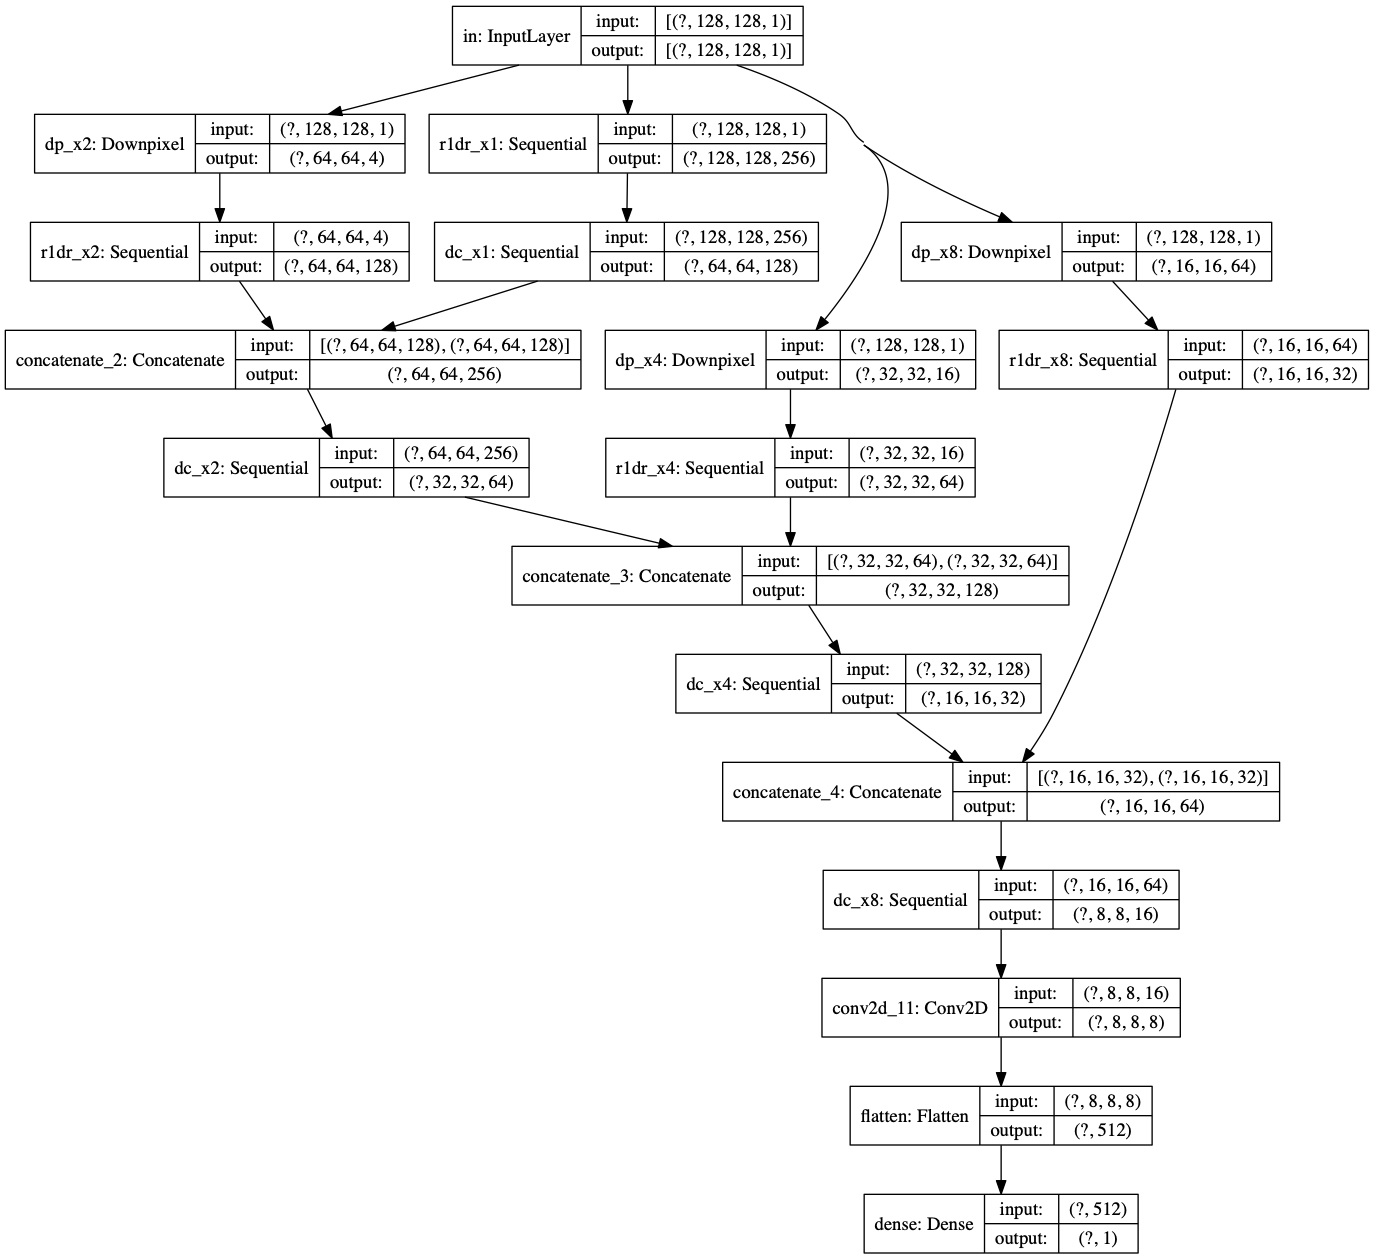 in: InputLayer
input: [(?, 128, 128, 1)]
output: [(?, 128, 128, 1)]
dp_x2: Downpixel
input: (?, 128, 128, 1)
output: (?, 64, 64, 4)
r1dr_x1: Sequential
input: (?, 128, 128, 1)
output: (?, 128, 128, 256)
r1dr_x2: Sequential
input: (?, 64, 64, 4)
output: (?, 64, 64, 128)
dc_x1: Sequential
input: (?, 128, 128, 256)
output: (?, 64, 64, 128)
dp_x8: Downpixel
input: (?, 128, 128, 1)
output: (?, 16, 16, 64)
concatenate_2: Concatenate
input: [(?, 64, 64, 128), (?, 64, 64, 128)]
output: (?, 64, 64, 256)
dp_x4: Downpixel
input: (?, 128, 128, 1)
output: (?, 32, 32, 16)
r1dr_x8: Sequential
input: (?, 16, 16, 64)
output: (?, 16, 16, 32)
dc_x2: Sequential
input: (?, 64, 64, 256)
output: (?, 32, 32, 64)
r1dr_x4: Sequential
input: (?, 32, 32, 16)
output: (?, 32, 32, 64)
concatenate_3: Concatenate
input: [(?, 32, 32, 64), (?, 32, 32, 64)]
output: (?, 32, 32, 128)
dc_x4: Sequential
input: (?, 32, 32, 128)
output: (?, 16, 16, 32)
concatenate_4: Concatenate
input: [(?, 16, 16, 32), (?, 16, 16, 32)]
output: (?, 16, 16, 64)
dc_x8: Sequential
input: (?, 16, 16, 64)
output: (?, 8, 8, 16)
conv2d_11: Conv2D
input: (?, 8, 8, 16)
output: (?, 8, 8, 8)
flatten: Flatten
input: (?, 8, 8, 8)
output: (?, 512)
dense: Dense
input: (?, 512)
output: (?, 1)